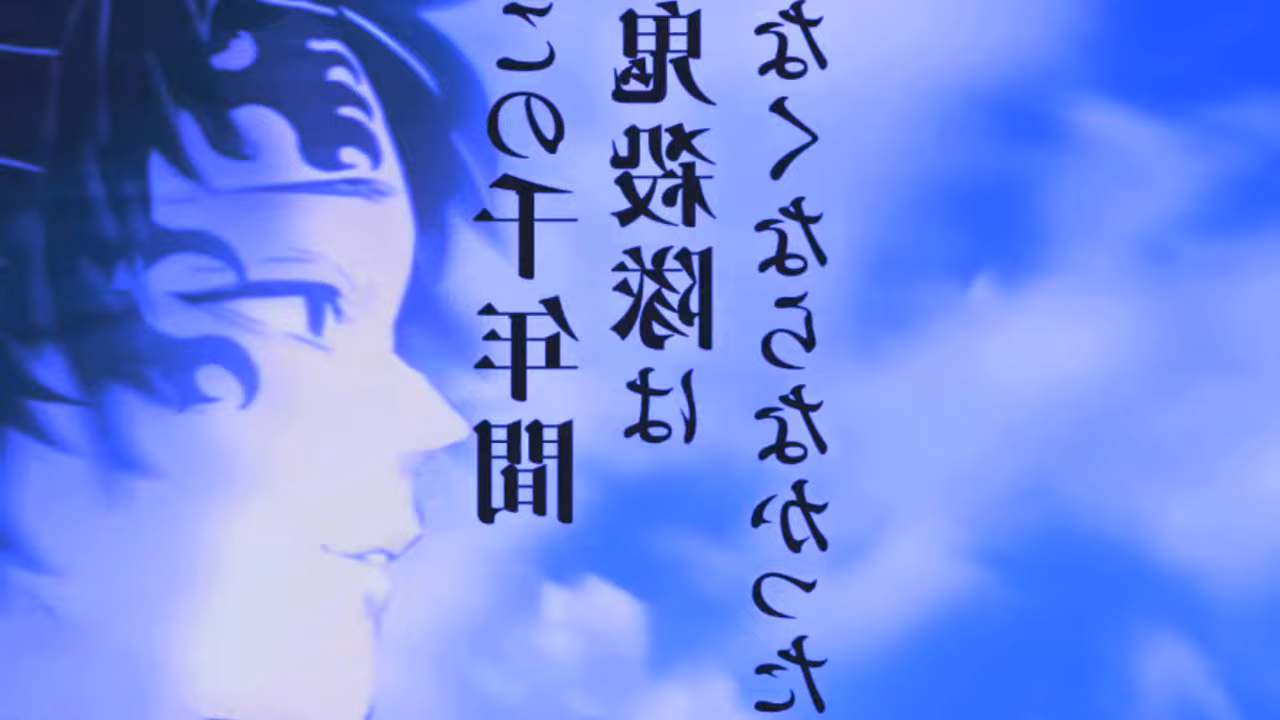 この千年間
鬼殺隊は
なくならなかった